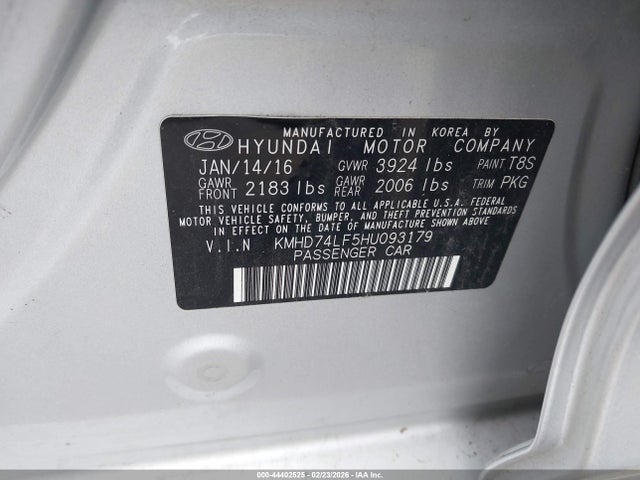 MANUFACTURED IN KOREA BY
HYUNDAI MOTOR COMPANY
JAN/14/16 GVWR 3924 lbs PAINT T8S
GAWR FRONT 2183 lbs GAWR REAR 2006 lbs TRIM PKG
THIS VEHICLE CONFORMS TO ALL APPLICABLE U.S.A. FEDERAL
MOTOR VEHICLE SAFETY, BUMPER, AND THEFT PREVENTION STANDARDS
IN EFFECT ON THE DATE OF MANUFACTURE SHOWN ABOVE.
V.I.N KMHD74LF5HU093179
PASSENGER CAR
000-44402525 - 02/23/2026 - IAA Inc.